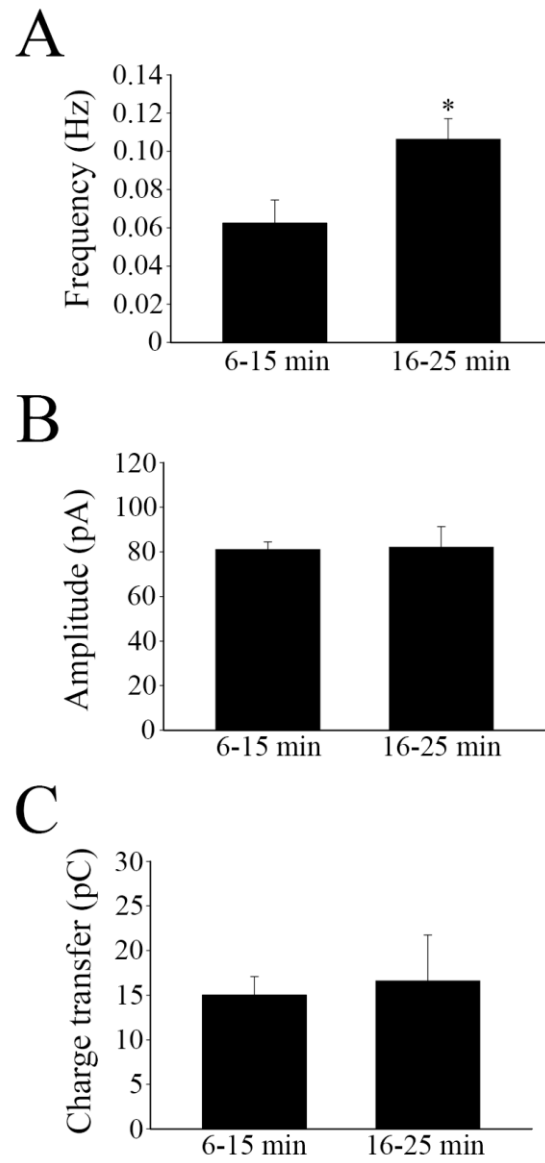 A
Frequency (Hz)
0.14
0.12
0.10
0.08
0.06
0.04
0.02
0
*
6-15 min 16-25 min
B
Amplitude (pA)
120
100
80
60
40
20
0
6-15 min 16-25 min
C
Charge transfer (pC)
30
25
20
15
10
5
0
6-15 min 16-25 min